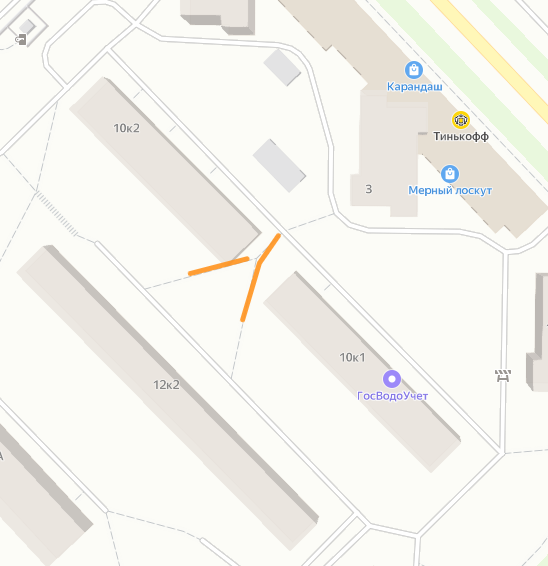 Карандаш
10к2
Тинькофф
3
Мерный лоскут
10к1
12к2
ГосВодоУчет